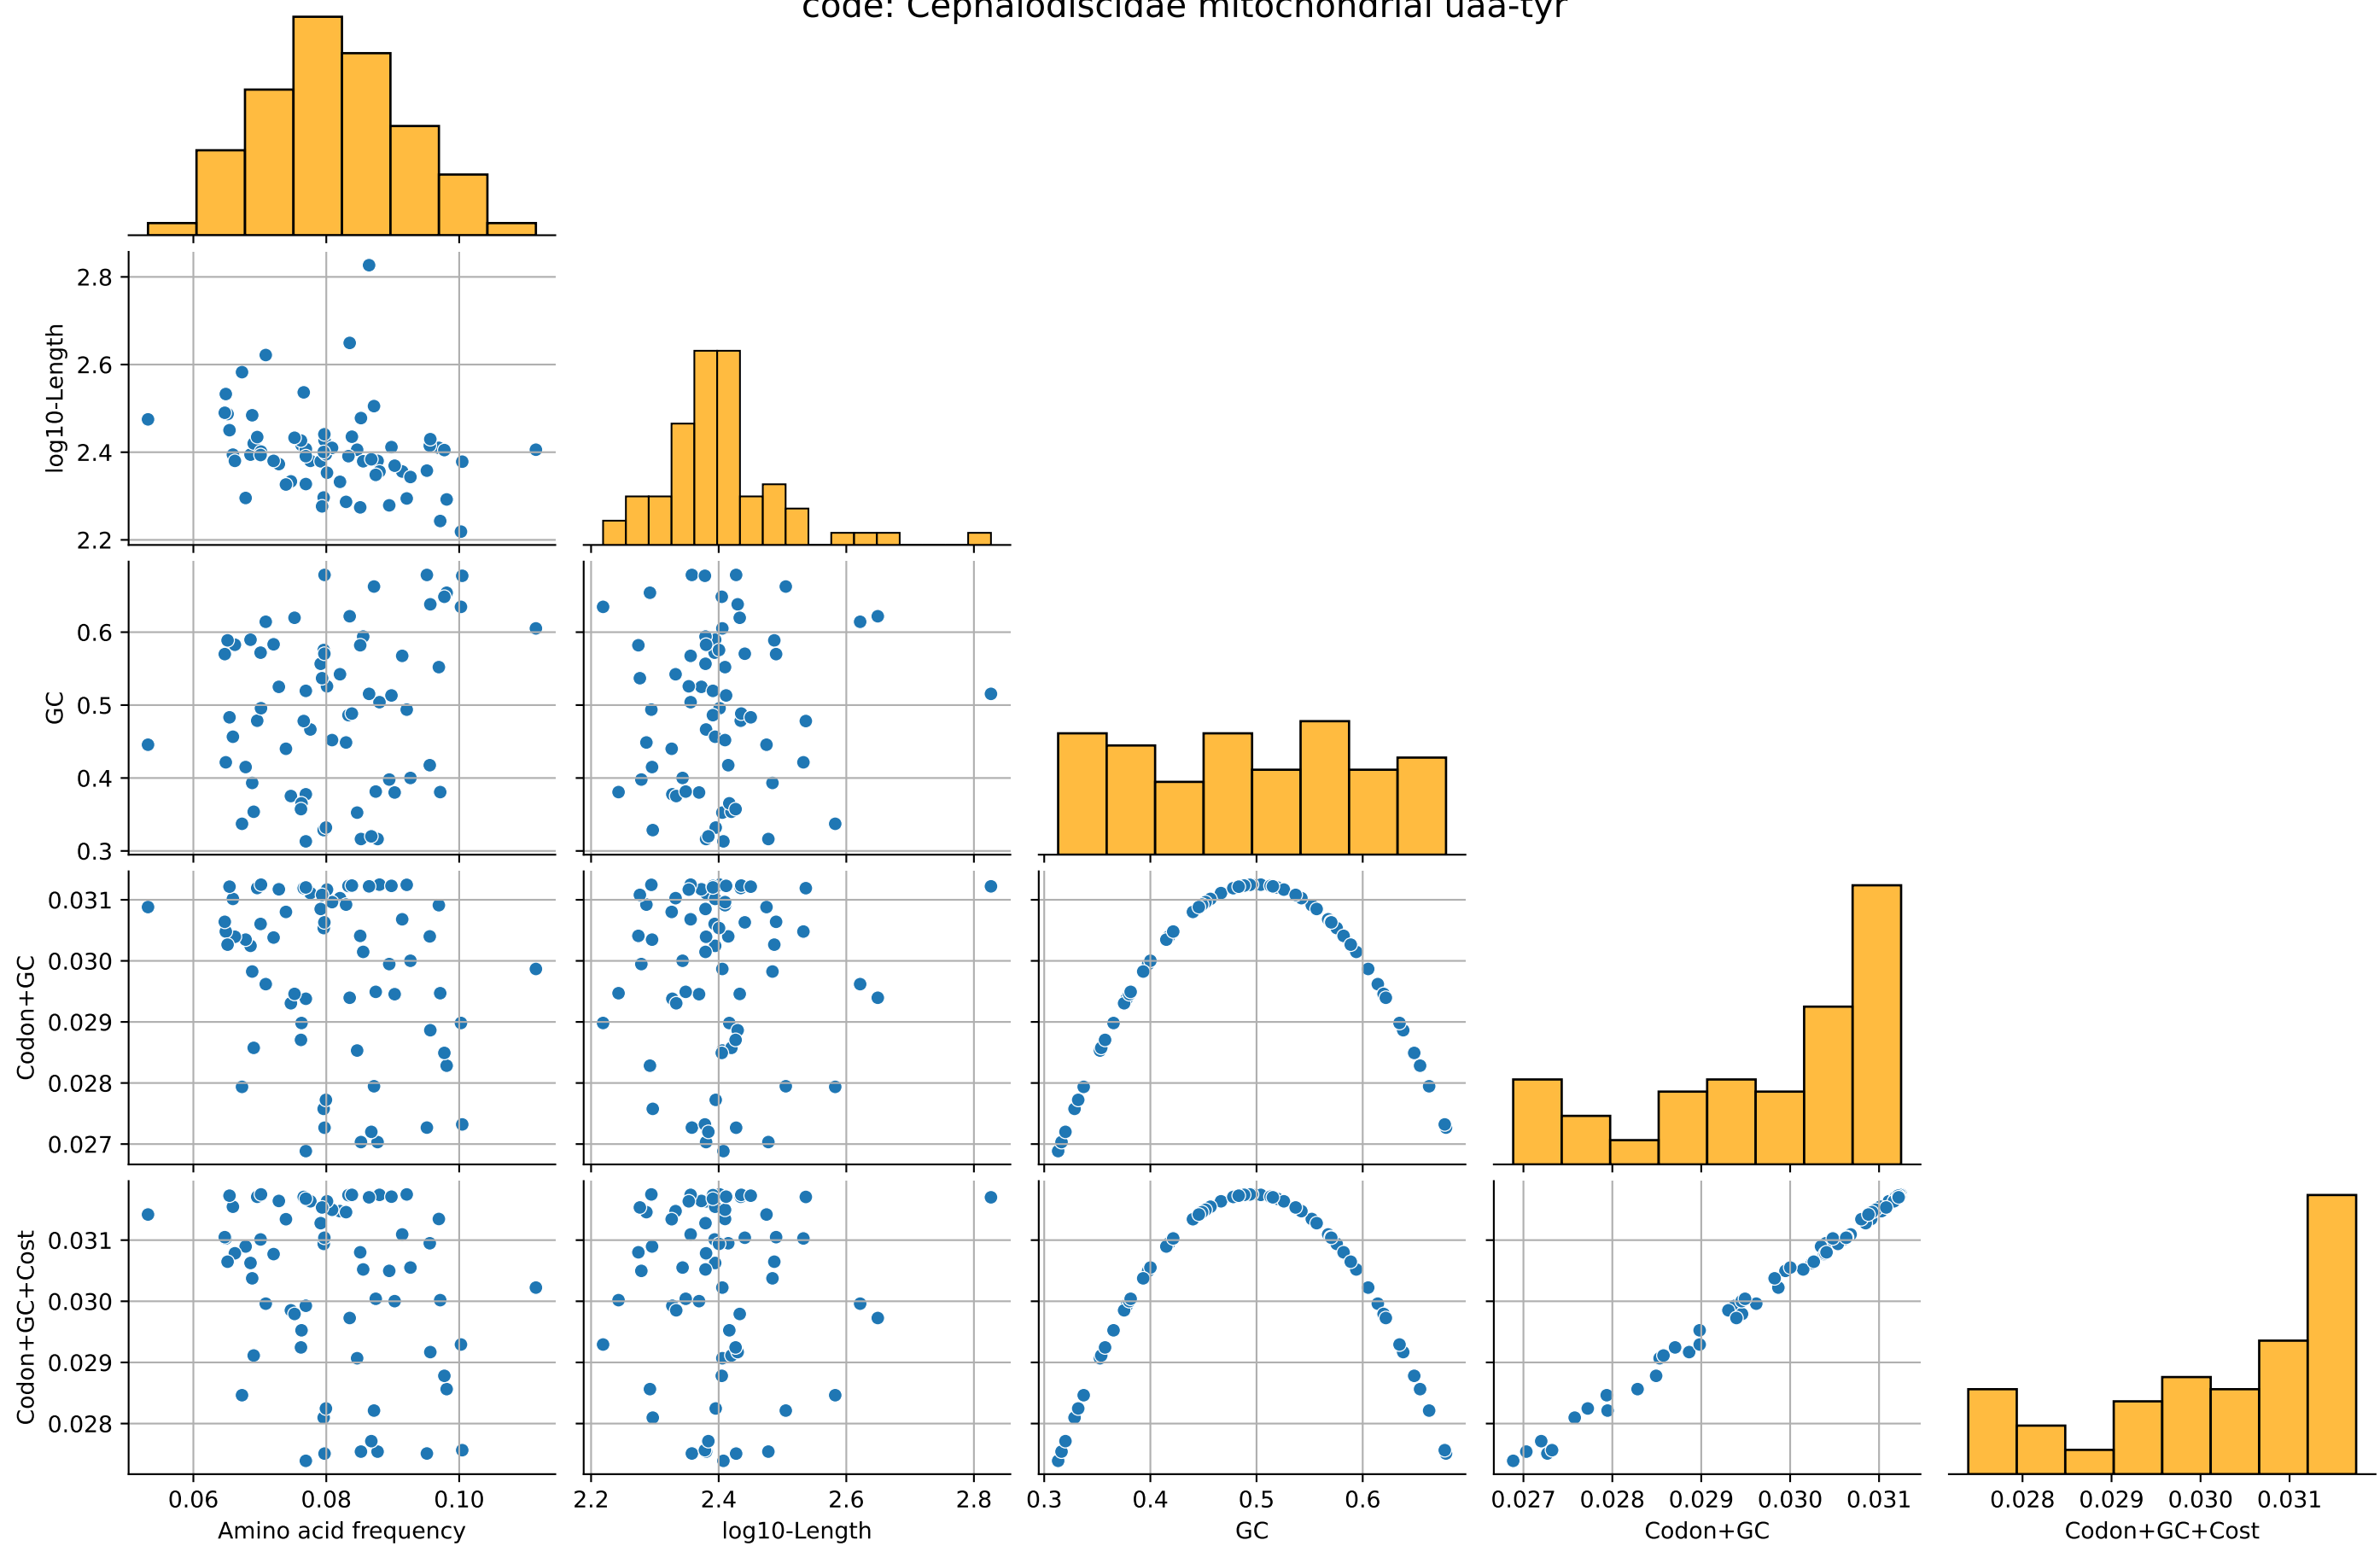 code: Cephalodiscidae mitochondrial uaa-tyr
2.8
2.6
2.4
2.2
log10-Length
0.6
0.5
0.4
0.3
GC
0.031
0.030
0.029
0.028
0.027
Codon+GC
0.031
0.030
0.029
0.028
Codon+GC+Cost
0.06 0.08 0.10 2.2 2.4 2.6 2.8 0.3 0.4 0.5 0.6 0.027 0.028 0.029 0.030 0.031 0.028 0.029 0.030 0.031
Amino acid frequency log10-Length GC Codon+GC Codon+GC+Cost